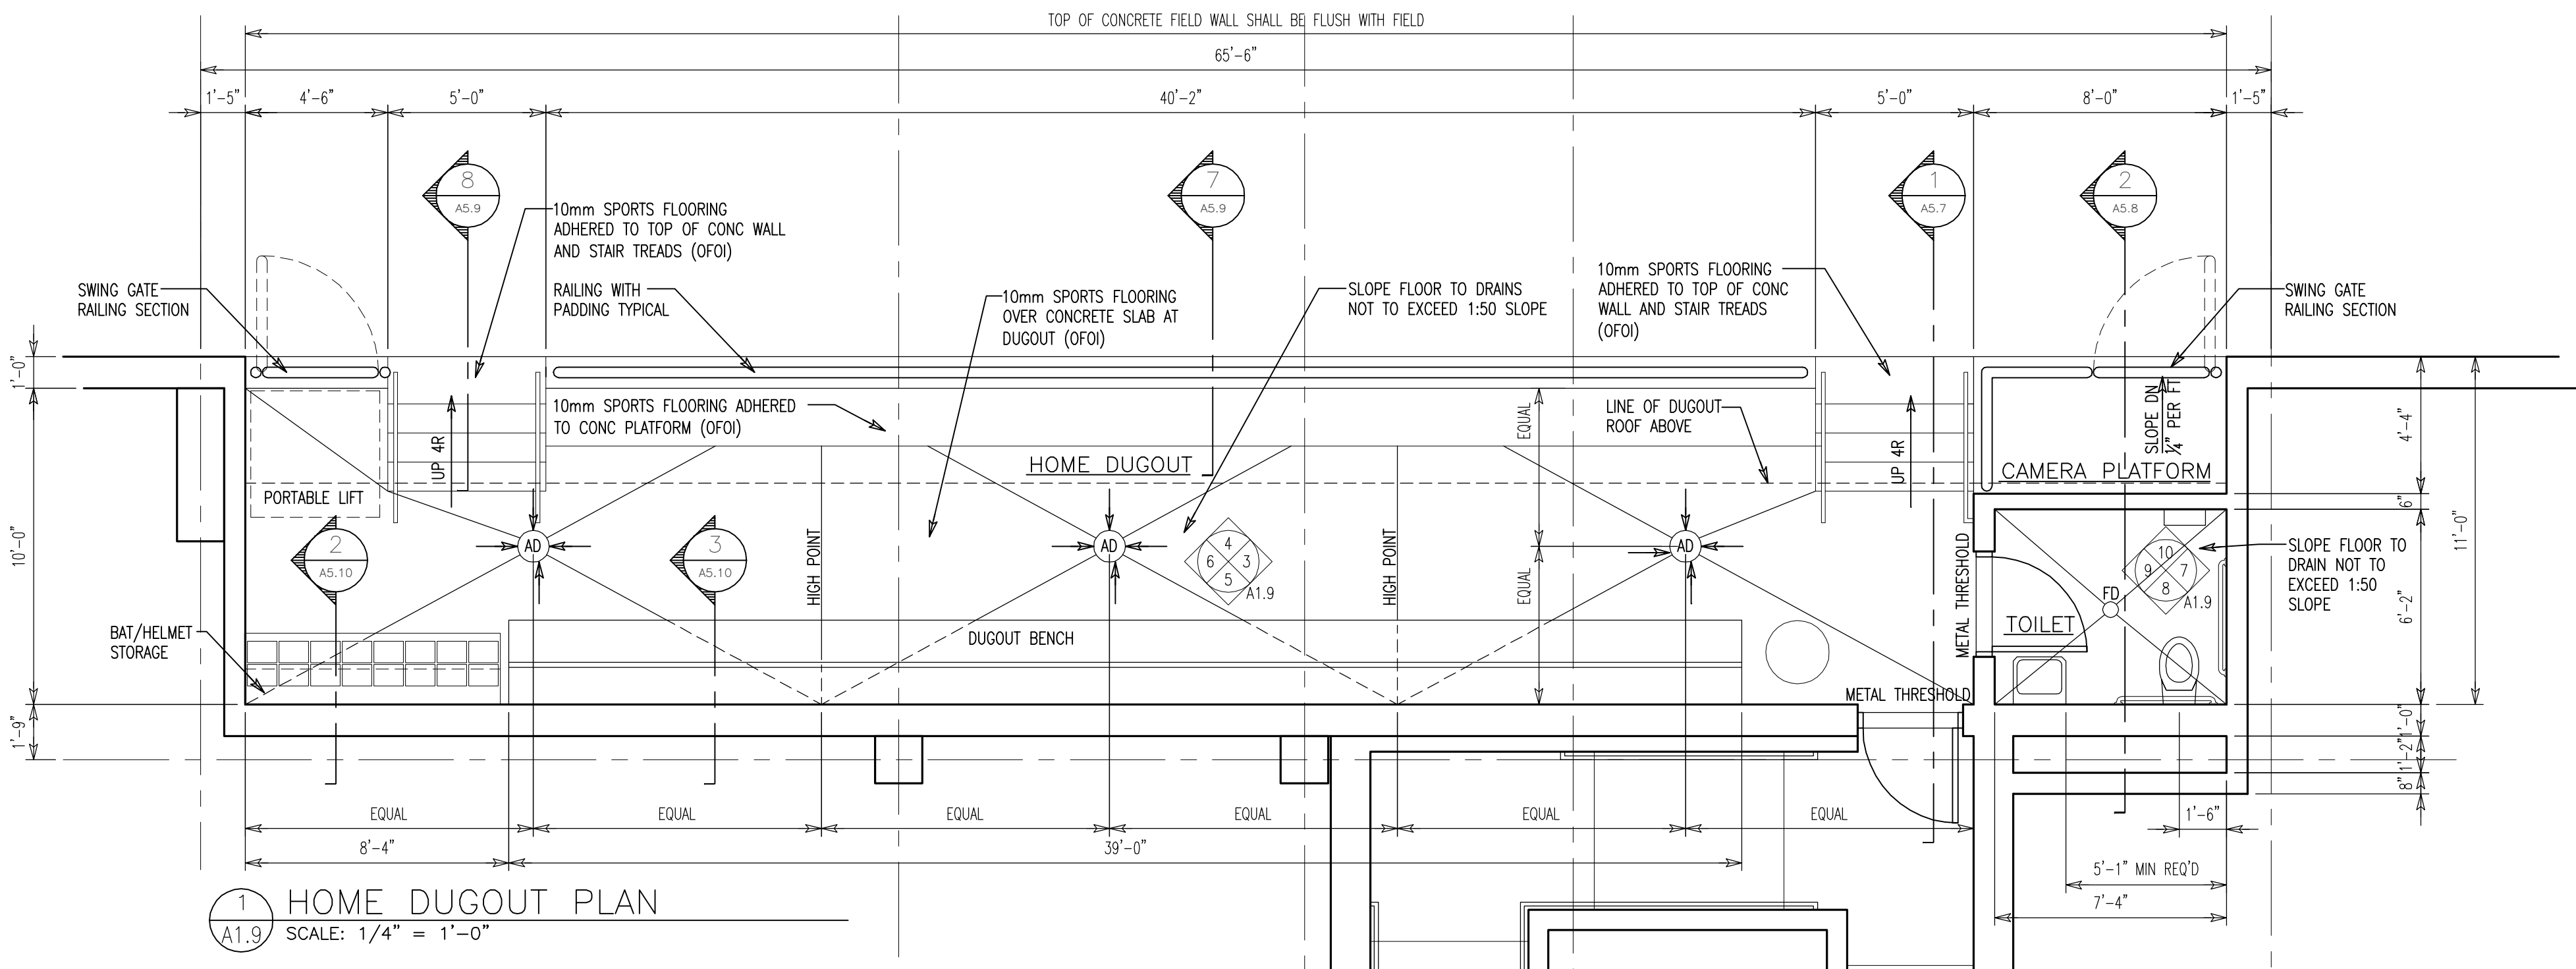 TOP OF CONCRETE FIELD WALL SHALL BE FLUSH WITH FIELD
65'-6"
1'-5"
4'-6"
5'-0"
40'-2"
5'-0"
8'-0"
1'-5"
8
A5.9
7
A5.9
1
A5.7
2
A5.8
10mm SPORTS FLOORING
ADHERED TO TOP OF CONC WALL
AND STAIR TREADS (OFOI)
SWING GATE
RAILING SECTION
RAILING WITH
PADDING TYPICAL
10mm SPORTS FLOORING
OVER CONCRETE SLAB AT
DUGOUT (OFOI)
SLOPE FLOOR TO DRAINS
NOT TO EXCEED 1:50 SLOPE
10mm SPORTS FLOORING
ADHERED TO TOP OF CONC
WALL AND STAIR TREADS
(OFOI)
SWING GATE
RAILING SECTION
1'-0"
10'-0"
1'-9"
10mm SPORTS FLOORING ADHERED
TO CONC PLATFORM (OFOI)
LINE OF DUGOUT
ROOF ABOVE
EQUAL
EQUAL
UP 4R
UP 4R
SLOPE DN
1/4" PER FT
HOME DUGOUT
CAMERA PLATFORM
PORTABLE LIFT
AD
AD
AD
HIGH POINT
HIGH POINT
2
A5.10
3
A5.10
4
6
3
5
A1.9
METAL THRESHOLD
10
9
7
8
A1.9
FD
TOILET
SLOPE FLOOR TO
DRAIN NOT TO
EXCEED 1:50
SLOPE
4'-4"
6"
6'-2"
11'-0"
1'-0"
1'-2"
8"
BAT/HELMET
STORAGE
DUGOUT BENCH
METAL THRESHOLD
EQUAL
EQUAL
EQUAL
EQUAL
EQUAL
EQUAL
8'-4"
39'-0"
1'-6"
5'-1" MIN REQ'D
7'-4"
1
A1.9
HOME DUGOUT PLAN
SCALE: 1/4" = 1'-0"